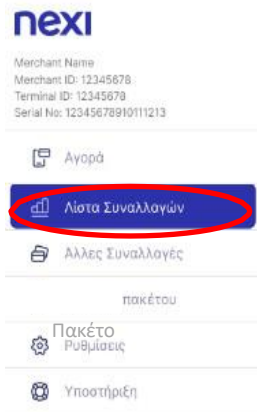 nexi
Merchant Name
Merchant ID: 12345678
Terminal ID: 12345678
Serial No: 12345678910111213
Αγορά
Λίστα Συναλλαγών
Άλλες Συναλλαγές
πακέτου
Πακέτο
Ρυθμίσεις
Υποστήριξη